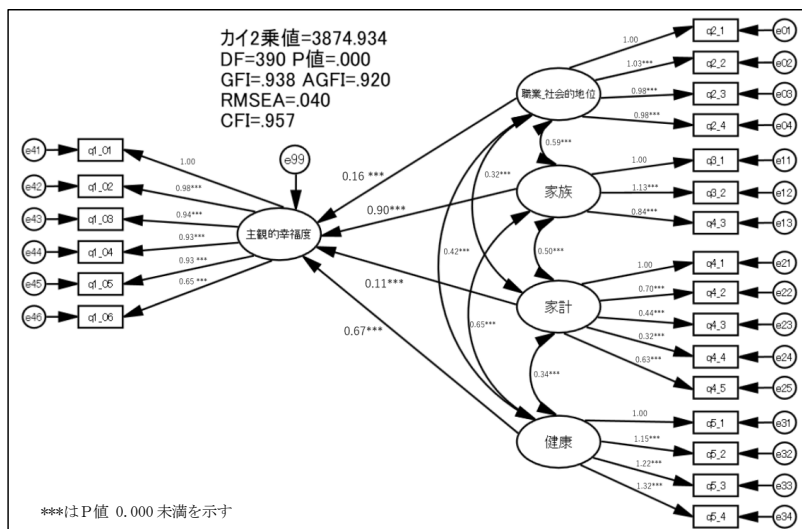 カイ2乗値=3874.934
DF=390 P値=.000
GFI=.938 AGFI=.920
RMSEA=.040
CFI=.957
e41
q1_01
e42
q1_02
e43
q1_03
e44
q1_04
e45
q1_05
e46
q1_06
1.00
0.98***
0.94***
0.93***
0.93 ***
0.65 ***
e99
主観的幸福度
0.16 ***
0.90***
0.11***
0.67***
職業_社会的地位
家族
家計
健康
0.59***
0.32***
0.42***
0.50***
0.65***
0.34***
1.00
q2_1
e01
1.03***
q2_2
e02
0.98***
q2_3
e03
0.98***
q2_4
e04
1.00
q3_1
e11
1.13***
q3_2
e12
0.84***
q4_3
e13
1.00
q4_1
e21
0.70***
q4_2
e22
0.44***
q4_3
e23
0.32***
q4_4
e24
0.63***
q4_5
e25
1.00
q5_1
e31
1.15***
q5_2
e32
1.22***
q5_3
e33
1.32***
q5_4
e34
***はP値 0.000 未満を示す